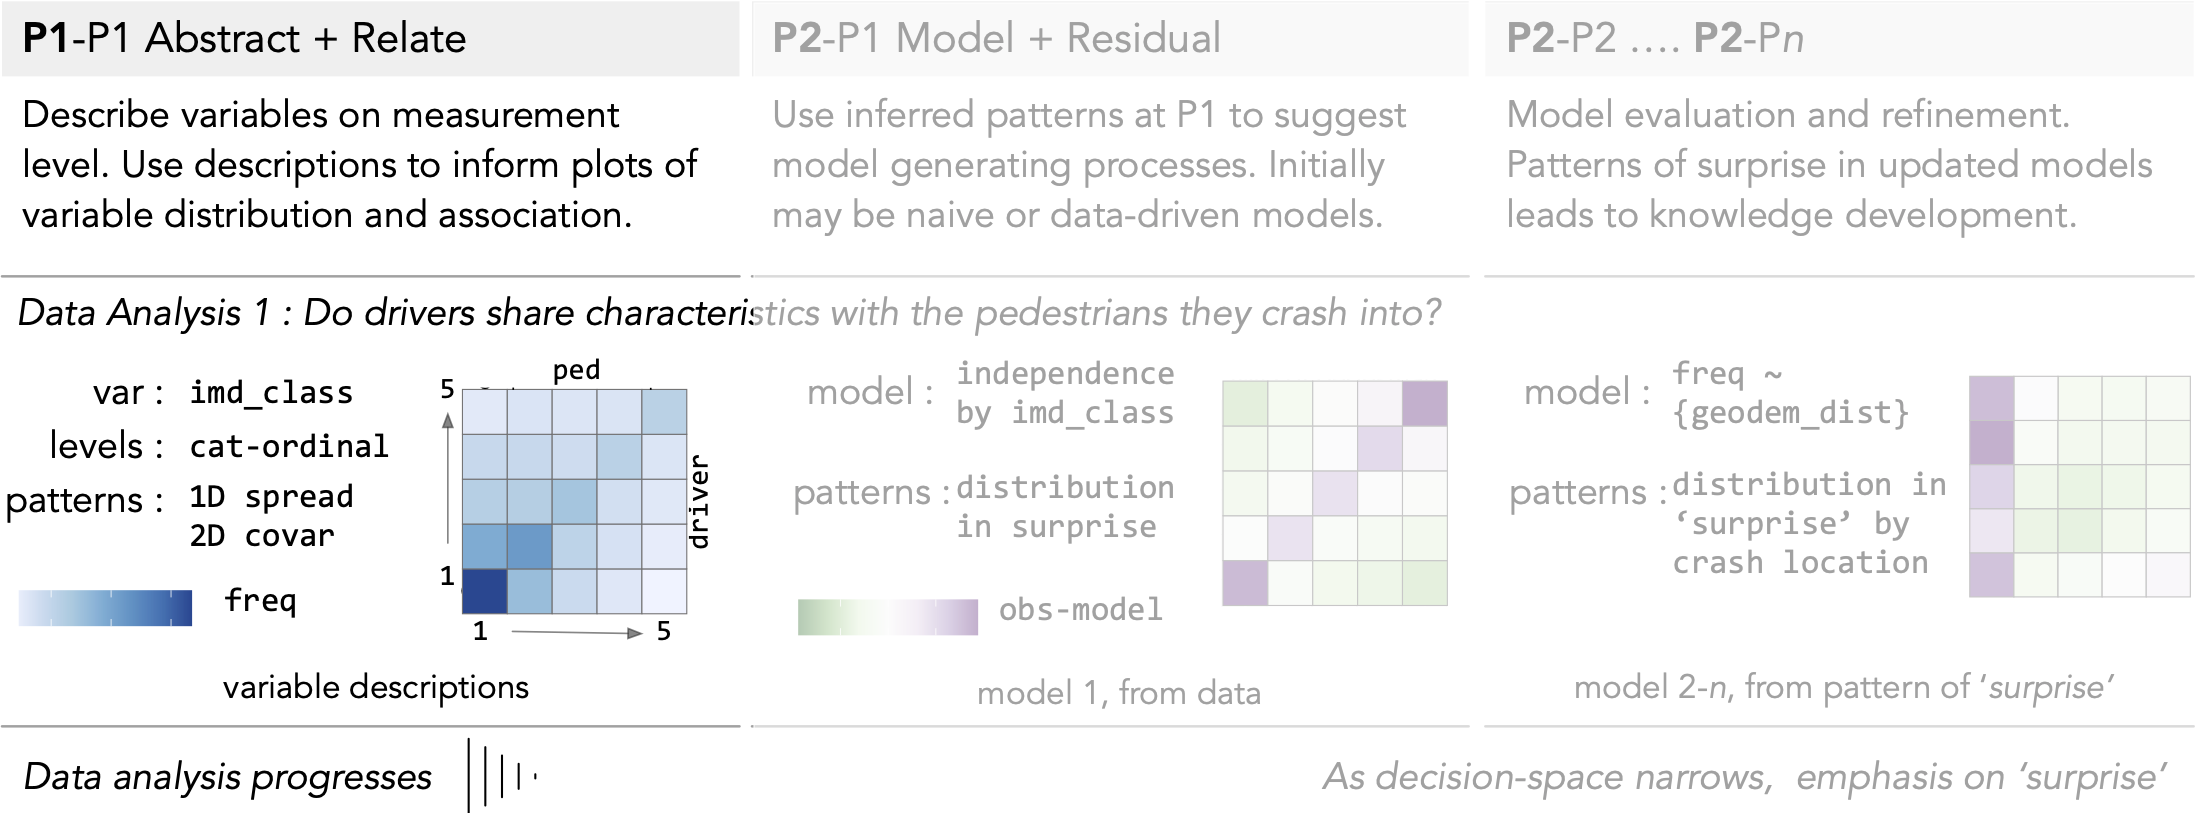 P1-P1 Abstract + Relate
Describe variables on measurement
level. Use descriptions to inform plots of
variable distribution and association.
P2-P1 Model + Residual
Use inferred patterns at P1 to suggest
model generating processes. Initially
may be naive or data-driven models.
P2-P2 .... P2-Pn
Model evaluation and refinement.
Patterns of surprise in updated models
leads to knowledge development.
Data Analysis 1 : Do drivers share characteristics with the pedestrians they crash into?
var : imd_class
levels : cat-ordinal
patterns : 1D spread
2D covar
freq
ped
5
1
driver
1
5
variable descriptions
model : independence
by imd_class
patterns : distribution
in surprise
obs-model
model 1, from data
model : freq ~
{geodem_dist}
patterns : distribution in
‘surprise’ by
crash location
model 2-n, from pattern of ‘surprise’
Data analysis progresses
As decision-space narrows, emphasis on ‘surprise’